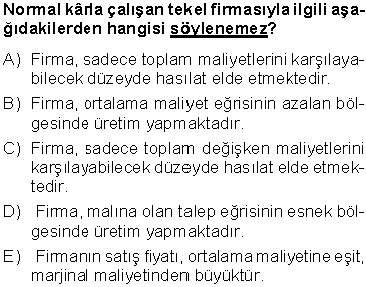 Normal kârla çalışan tekel firmasıyla ilgili aşa-
ğıdakilerden hangisi söylenemez?
A) Firma, sadece toplam maliyetlerini karşılaya-
bilecek düzeyde hasılat elde etmektedir.
B) Firma, ortalama maliyet eğrisinin azalan böl-
gesinde üretim yapmaktadır.
C) Firma, sadece toplam değişken maliyetlerini
karşılayabilecek düzeyde hasılat elde etmek-
tedir.
D) Firma, malına olan talep eğrisinin esnek böl-
gesinde üretim yapmaktadır.
E) Firmanın satış fiyatı, ortalama maliyetine eşit,
marjinal maliyetinden büyüktür.